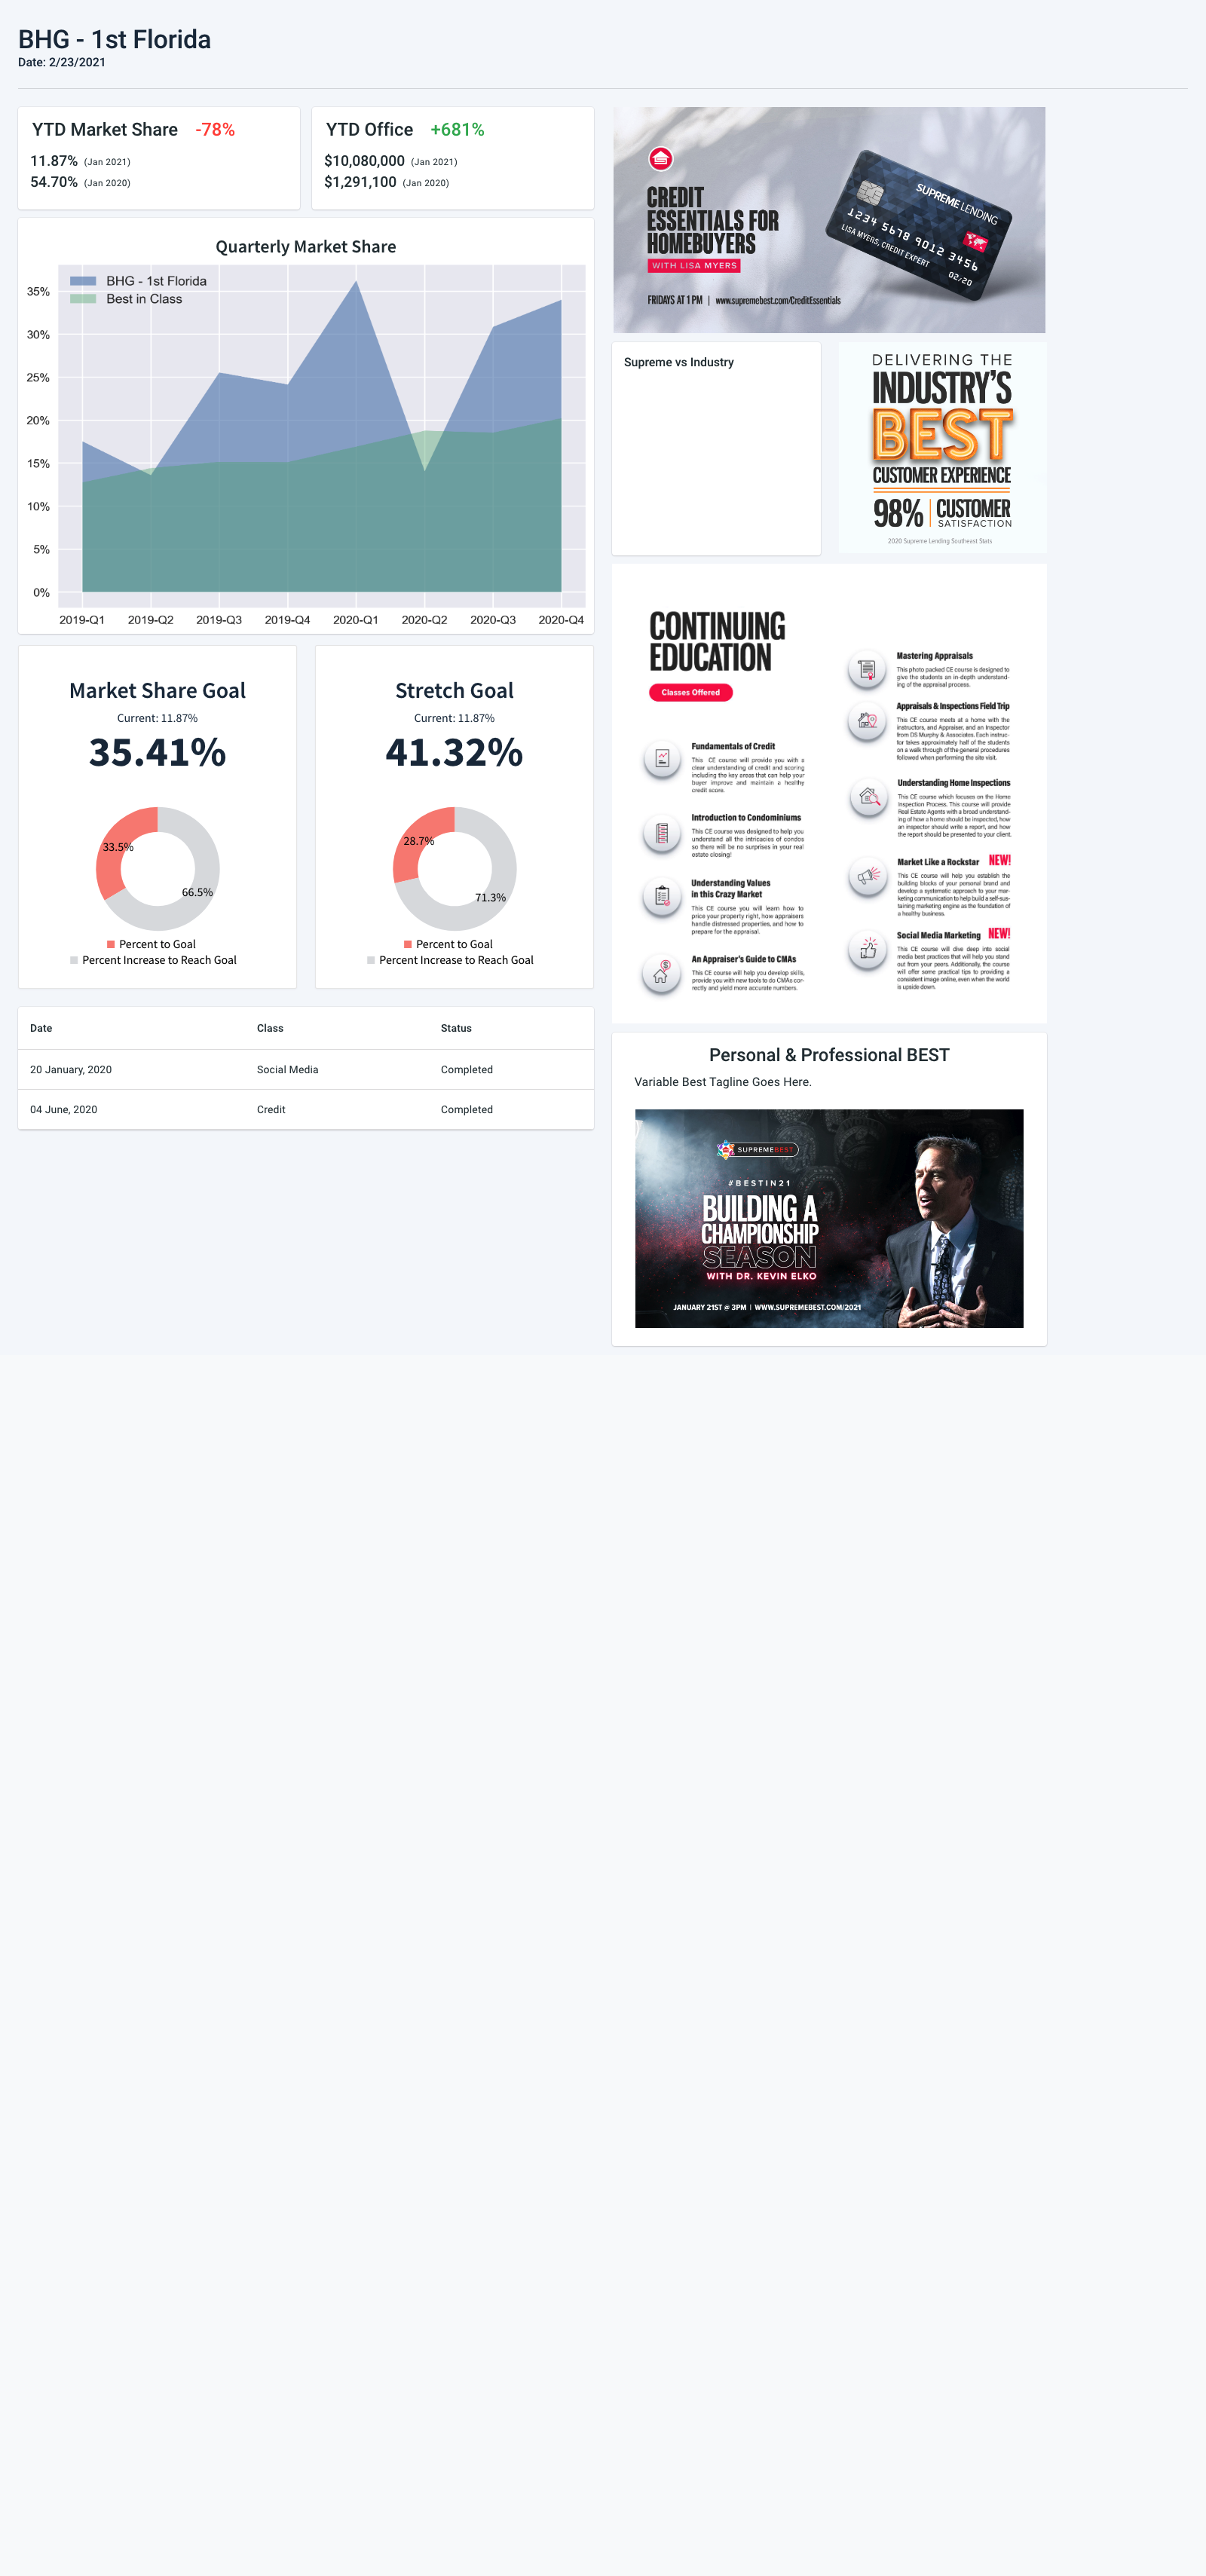 BHG - 1st Florida
Date: 2/23/2021
YTD Market Share -78%
11.87% (Jan 2021)
54.70% (Jan 2020)
YTD Office +681%
$10,080,000 (Jan 2021)
$1,291,100 (Jan 2020)
Quarterly Market Share
BHG - 1st Florida
Best in Class
35%
30%
25%
20%
15%
10%
5%
0%
2019-Q1 2019-Q2 2019-Q3 2019-Q4 2020-Q1 2020-Q2 2020-Q3 2020-Q4
Market Share Goal
Current: 11.87%
35.41%
33.5%
66.5%
Percent to Goal
Percent Increase to Reach Goal
Stretch Goal
Current: 11.87%
41.32%
28.7%
71.3%
Percent to Goal
Percent Increase to Reach Goal
Date Class Status
20 January, 2020 Social Media Completed
04 June, 2020 Credit Completed
CREDIT
ESSENTIALS FOR
HOMEBUYERS
WITH LISA MYERS
FRIDAYS AT 1 PM | www.supremebest.com/CreditEssentials
SUPREME LENDING
1234 5678 9012 3456
LISA MYERS, CREDIT EXPERT
02/20
Supreme vs Industry
DELIVERING THE
INDUSTRY'S
BEST
CUSTOMER EXPERIENCE
98% CUSTOMER
SATISFACTION
2020 Supreme Lending Southeast Stats
CONTINUING
EDUCATION
Classes Offered
Fundamentals of Credit
This CE course will provide you with a
clear understanding of credit and scoring
including the key areas that can help your
buyer improve and maintain a healthy
credit score.
Introduction to Condominiums
This CE course was designed to help you
understand all the intricacies of condos
so there will be no surprises in your real
estate closing!
Understanding Values
in this Crazy Market
This CE course you will learn how to
price your property right, how appraisers
handle distressed properties, and how to
prepare for the appraisal.
An Appraiser's Guide to CMAs
This CE course will help you develop skills,
provide you with new tools to do CMAs cor-
rectly and yield more accurate numbers.
Mastering Appraisals
This photo packed CE course is designed to
give the students an in-depth understand-
ing of the appraisal process.
Appraisals & Inspections Field Trip
This CE course meets at a home with the
instructors, and Appraiser, and an Inspector
from DS Murphy & Associates. Each instruc-
tor takes approximately half of the students
on a walk through of the general procedures
followed when performing the site visit.
Understanding Home Inspections
This CE course which focuses on the Home
Inspection Process. This course will provide
Real Estate Agents with a broad understand-
ing of how a home should be inspected, how
an inspector should write a report, and how
the report should be presented to your client.
Market Like a Rockstar NEW!
This CE course will help you establish the
building blocks of your personal brand and
develop a systematic approach to your mar-
keting communication to help build a self-sus-
taining marketing engine as the foundation of
a healthy business.
Social Media Marketing NEW!
This CE course will dive deep into social
media best practices that will help you stand
out from your peers. Additionally, the course
will offer some practical tips to providing a
consistent image online, even when the world
is upside down.
Personal & Professional BEST
Variable Best Tagline Goes Here.
SUPREMEBEST
#BESTIN21
BUILDING A
CHAMPIONSHIP
SEASON
WITH DR. KEVIN ELKO
JANUARY 21ST @ 3PM | WWW.SUPREMEBEST.COM/2021